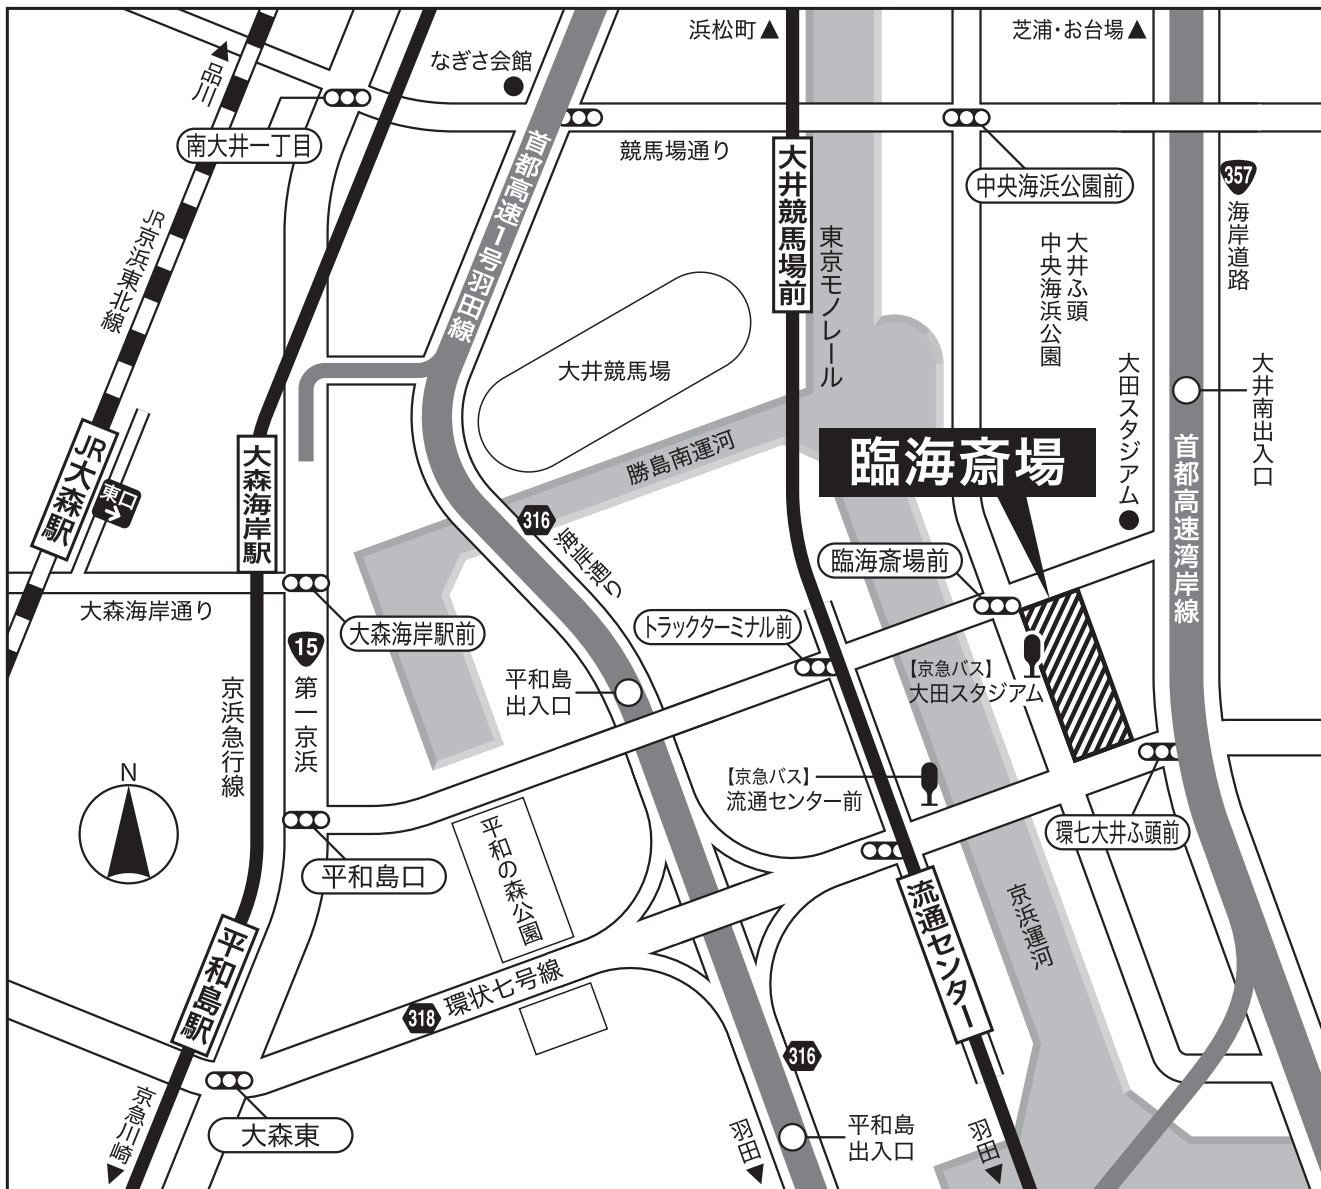 浜松町▲
芝浦・お台場▲
なぎさ会館
品川
南大井一丁目
競馬場通り
首都高速1号羽田線
大井競馬場前
中央海浜公園前
357
海岸道路
JR京浜東北線
東京モノレール
大井ふ頭
中央海浜公園
大井競馬場
大田スタジアム
大井南出入口
JR大森駅
東口
大森海岸駅
勝島南運河
臨海斎場
首都高速湾岸線
316
海岸通り
臨海斎場前
大森海岸通り
大森海岸駅前
トラックターミナル前
15
第一京浜
京浜急行線
平和島
出入口
【京急バス】
大田スタジアム
N
【京急バス】
流通センター前
環七大井ふ頭前
平和島口
平和の森公園
流通センター
京浜運河
平和島駅
環状七号線
318
316
京急川崎
大森東
羽田
平和島
出入口
羽田